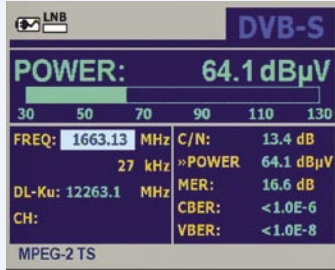 LNB
DVB-S
POWER: 64.1 dBµV
30 50 70 90 110 130
FREQ: 1663.13 MHz
27 kHz
DL-Ku: 12263.1 MHz
CH:
C/N: 13.4 dB
»POWER 64.1 dBµV
MER: 16.6 dB
CBER: <1.0E-6
VBER: <1.0E-8
MPEG-2 TS